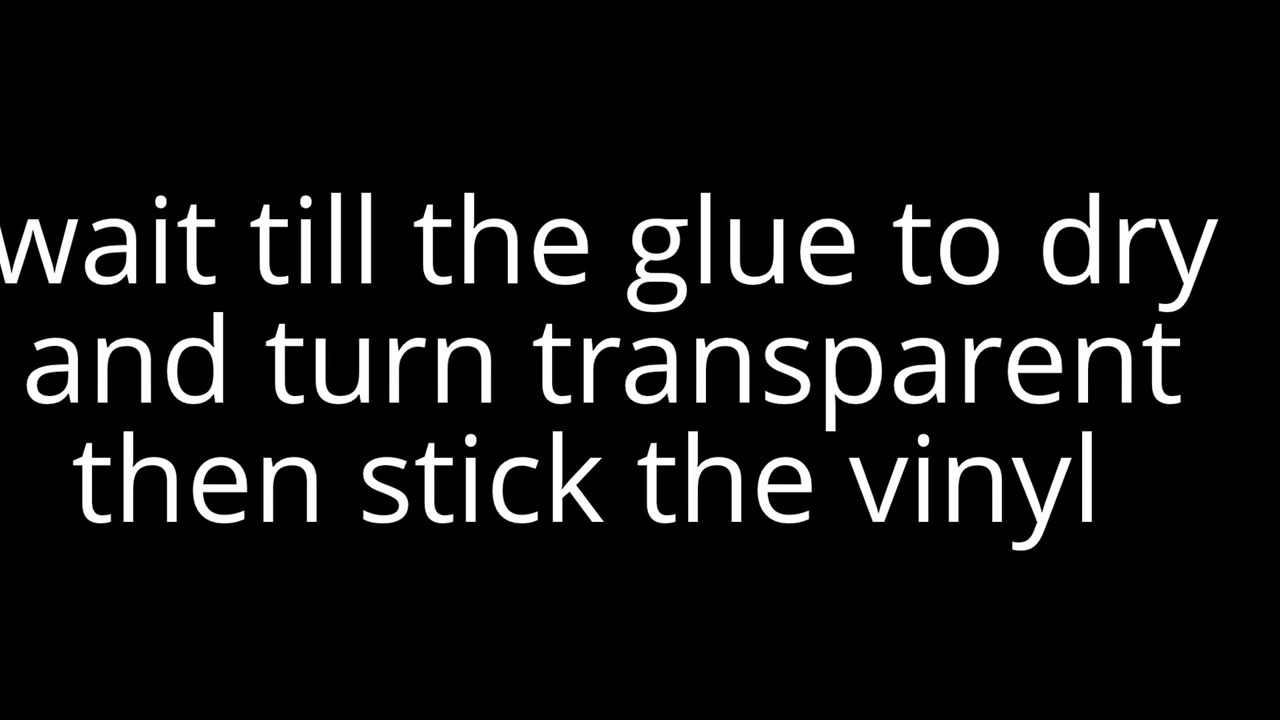 wait till the glue to dry
and turn transparent
then stick the vinyl